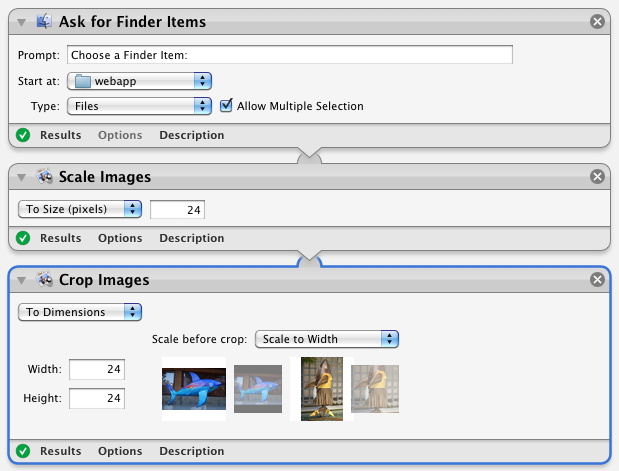 Ask for Finder Items
Prompt: Choose a Finder Item:
Start at: webapp
Type: Files Allow Multiple Selection
Results Options Description
Scale Images
To Size (pixels) 24
Results Options Description
Crop Images
To Dimensions
Scale before crop: Scale to Width
Width: 24
Height: 24
Results Options Description